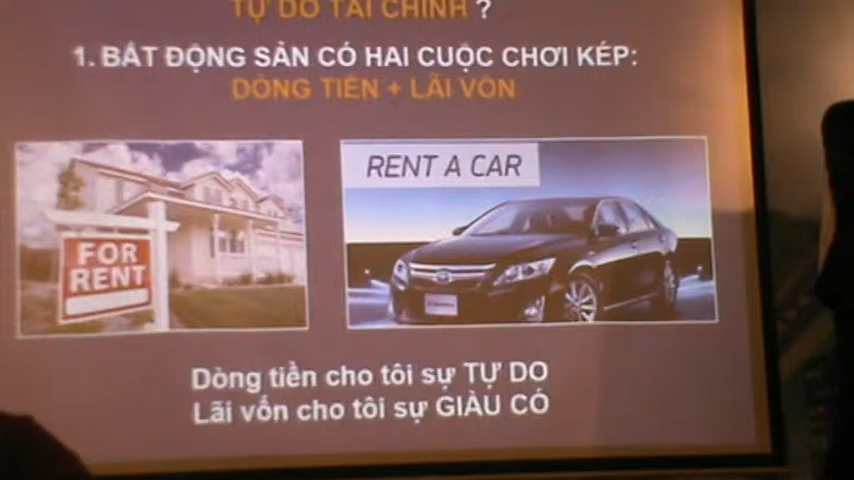 TỰ DO TÀI CHÍNH ?
1. BẤT ĐỘNG SẢN CÓ HAI CUỘC CHƠI KÉP:
DÒNG TIỀN + LÃI VỐN
RENT A CAR
FOR
RENT
Dòng tiền cho tôi sự TỰ DO
Lãi vốn cho tôi sự GIÀU CÓ